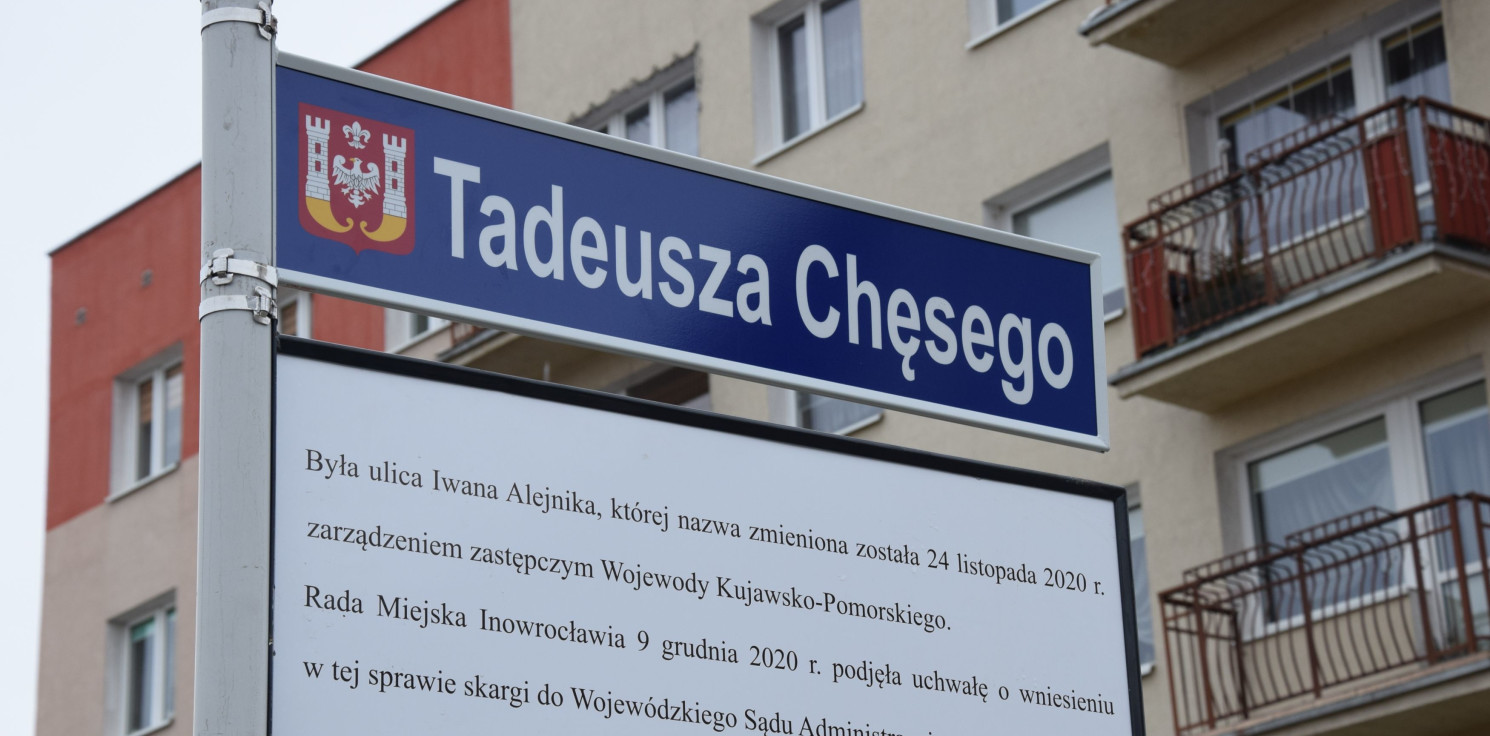 Tadeusza Chęsego
Była ulica Iwana Alejnika, której nazwa zmieniona została 24 listopada 2020 r.
zarządzeniem zastępczym Wojewody Kujawsko-Pomorskiego.
Rada Miejska Inowrocławia 9 grudnia 2020 r. podjęła uchwałę o wniesieniu
w tej sprawie skargi do Wojewódzkiego Sądu